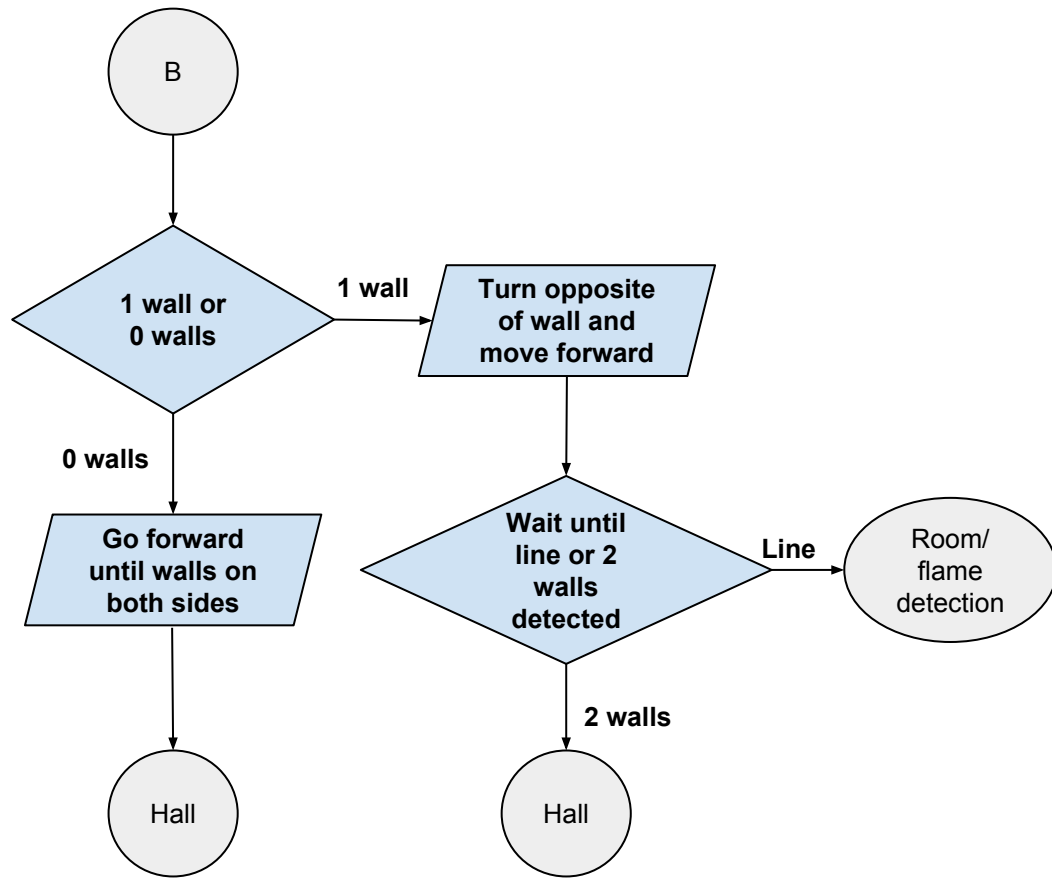 B
1 wall or
0 walls
1 wall
Turn opposite
of wall and
move forward
0 walls
Go forward
until walls on
both sides
Wait until
line or 2
walls
detected
Line
Room/
flame
detection
2 walls
Hall
Hall